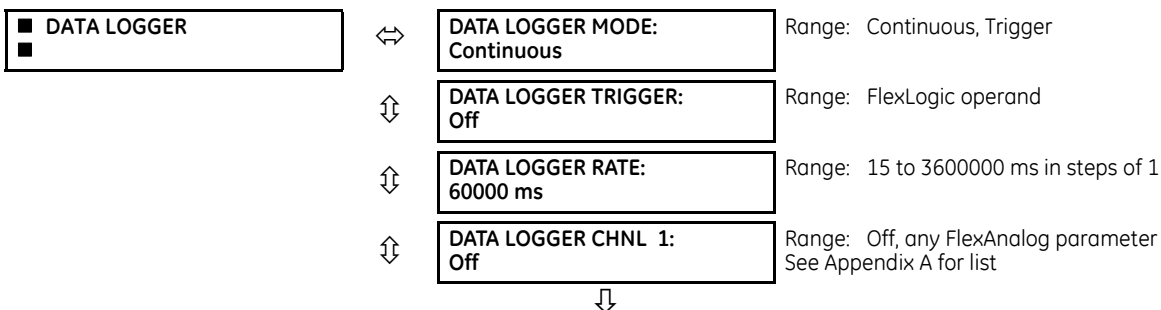 ■ DATA LOGGER
■
DATA LOGGER MODE:
Continuous
Range: Continuous, Trigger
DATA LOGGER TRIGGER:
Off
Range: FlexLogic operand
DATA LOGGER RATE:
60000 ms
Range: 15 to 3600000 ms in steps of 1
DATA LOGGER CHNL 1:
Off
Range: Off, any FlexAnalog parameter
See Appendix A for list